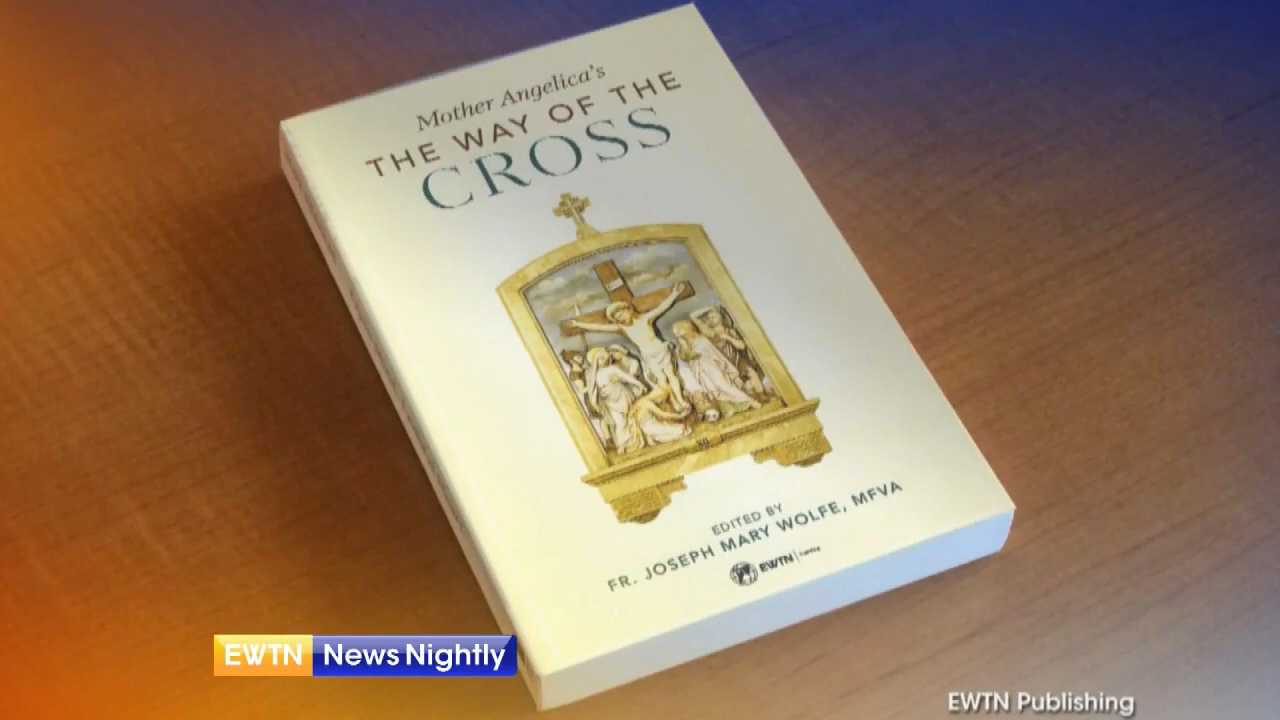 Mother Angelica's
THE WAY OF THE
CROSS
EDITED BY
FR. JOSEPH MARY WOLFE, MFVA
EWTN
EWTN News Nightly
EWTN Publishing